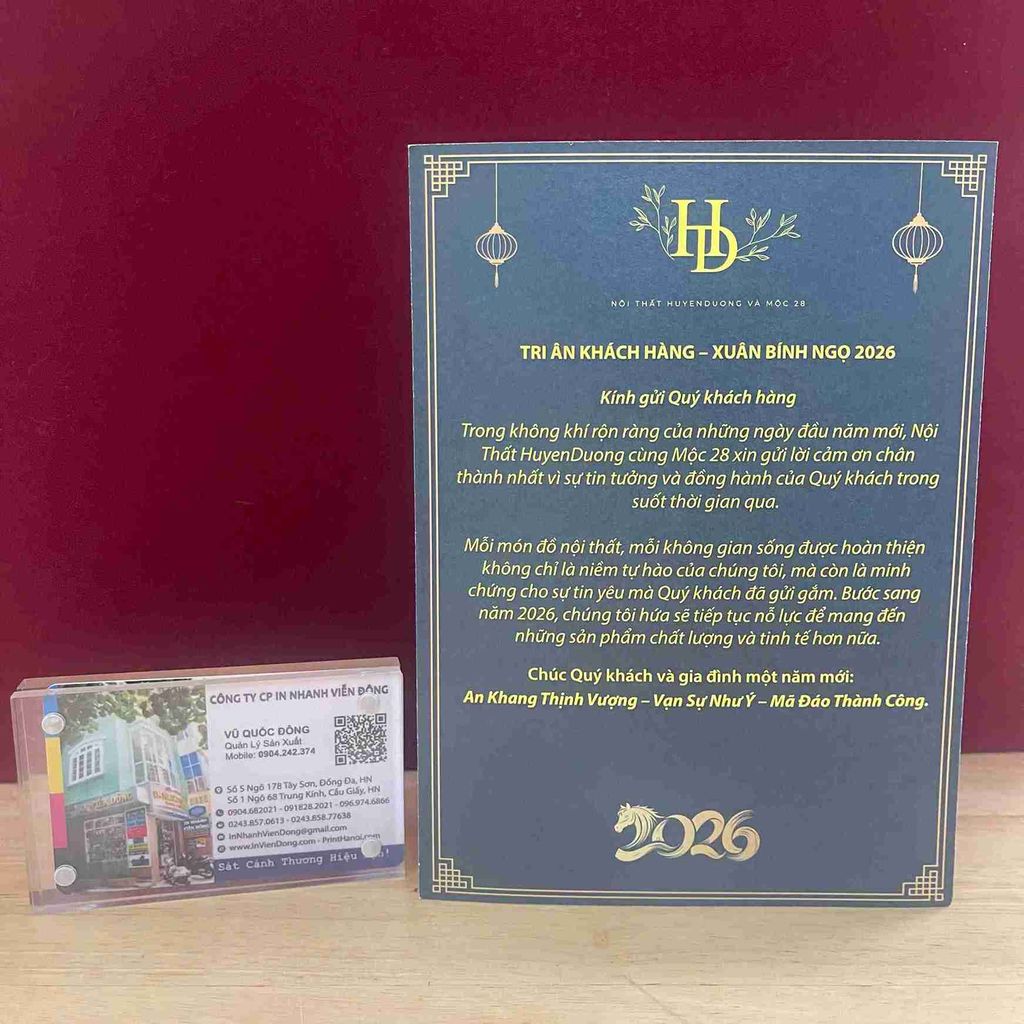 HD
NỘI THẤT HUYENDUONG VÀ MỘC 28
TRI ÂN KHÁCH HÀNG – XUÂN BÍNH NGỌ 2026
Kính gửi Quý khách hàng
Trong không khí rộn ràng của những ngày đầu năm mới, Nội
Thất HuyenDuong cùng Mộc 28 xin gửi lời cảm ơn chân
thành nhất vì sự tin tưởng và đồng hành của Quý khách trong
suốt thời gian qua.
Mỗi món đồ nội thất, mỗi không gian sống được hoàn thiện
không chỉ là niềm tự hào của chúng tôi, mà còn là minh
chứng cho sự tin yêu mà Quý khách đã gửi gắm. Bước sang
năm 2026, chúng tôi hứa sẽ tiếp tục nỗ lực để mang đến
những sản phẩm chất lượng và tinh tế hơn nữa.
Chúc Quý khách và gia đình một năm mới:
An Khang Thịnh Vượng – Vạn Sự Như Ý – Mã Đáo Thành Công.
2026
CÔNG TY CP IN NHANH VIỄN ĐÔNG
VŨ QUỐC ĐÔNG
Quản Lý Sản Xuất
Mobile: 0904.242.374
Số 5 Ngõ 178 Tây Sơn, Đống Đa, HN
Số 1 Ngõ 68 Trung Kính, Cầu Giấy, HN
0904.682021 - 091828.2021 - 096.974.6866
0243.857.0613 - 0243.858.77638
inNhanhVienDong@gmail.com
www.InVienDong.com - PrintHanoi.com
Sát Cánh Thương Hiệu